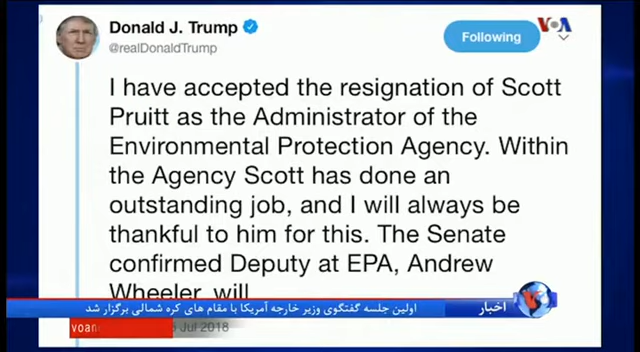 Donald J. Trump
@realDonaldTrump
Following
VOA
I have accepted the resignation of Scott
Pruitt as the Administrator of the
Environmental Protection Agency. Within
the Agency Scott has done an
outstanding job, and I will always be
thankful to him for this. The Senate
confirmed Deputy at EPA, Andrew
Wheeler, will
اخبار
اولین جلسه گفتگوی وزیر خارجه آمریکا با مقام های کره شمالی برگزار شد
voan
Jul 2018